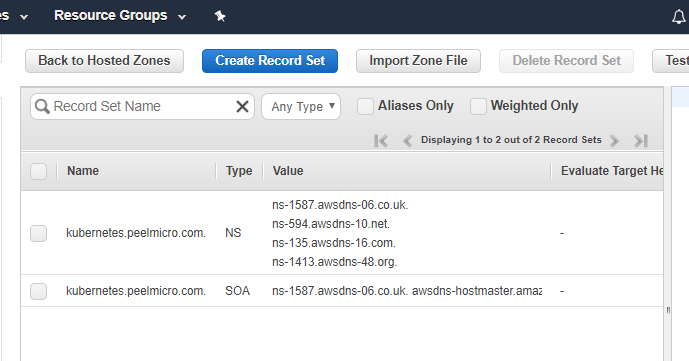 es Resource Groups
Back to Hosted Zones Create Record Set Import Zone File Delete Record Set Test
Record Set Name Any Type Aliases Only Weighted Only
Displaying 1 to 2 out of 2 Record Sets
Name Type Value Evaluate Target He
ns-1587.awsdns-06.co.uk.
ns-594.awsdns-10.net.
kubernetes.peelmicro.com. NS -
ns-135.awsdns-16.com.
ns-1413.awsdns-48.org.
kubernetes.peelmicro.com. SOA ns-1587.awsdns-06.co.uk. awsdns-hostmaster.amaz -